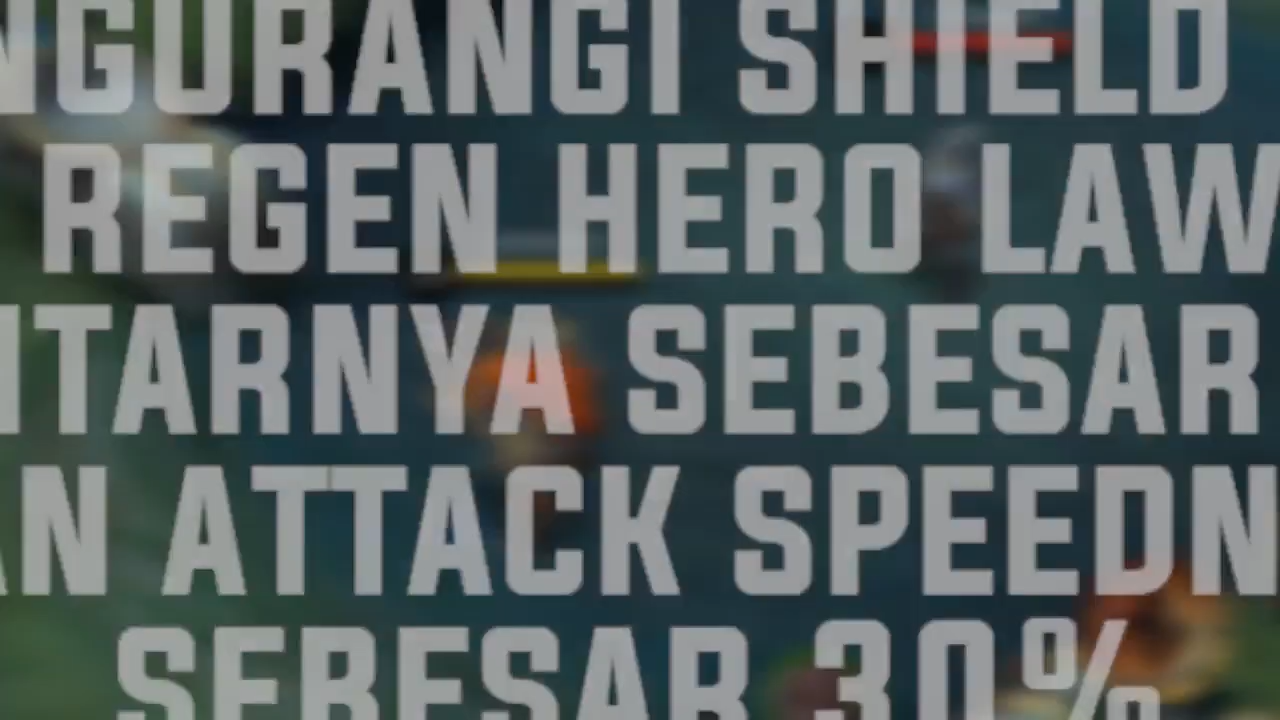 NGURANGI SHIELD
REGEN HERO LAW
ITARNYA SEBESAR
AN ATTACK SPEEDN
SEBESAR 30%